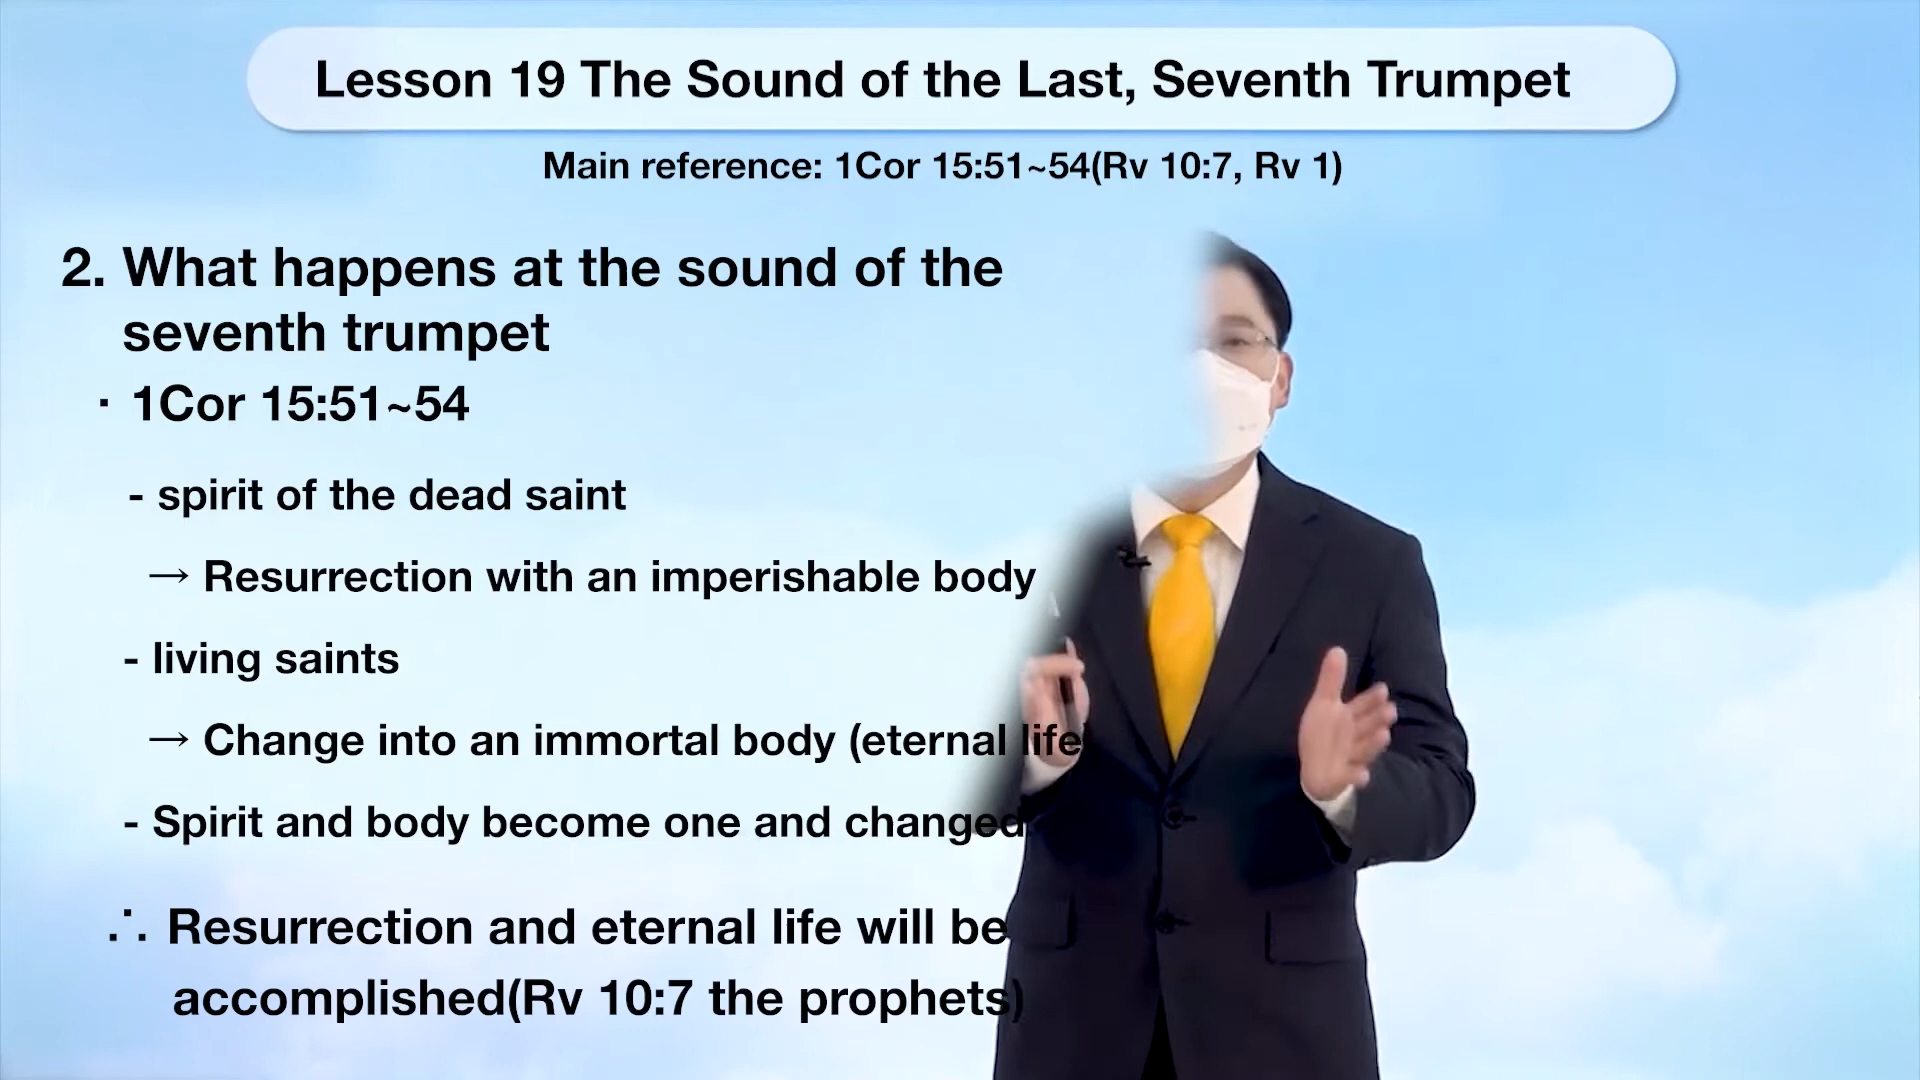 Lesson 19 The Sound of the Last, Seventh Trumpet
Main reference: 1Cor 15:51~54(Rv 10:7, Rv 1)
2. What happens at the sound of the
seventh trumpet
· 1Cor 15:51~54
- spirit of the dead saint
→ Resurrection with an imperishable body
- living saints
→ Change into an immortal body (eternal life
- Spirit and body become one and changed
∴ Resurrection and eternal life will be
accomplished(Rv 10:7 the prophets)